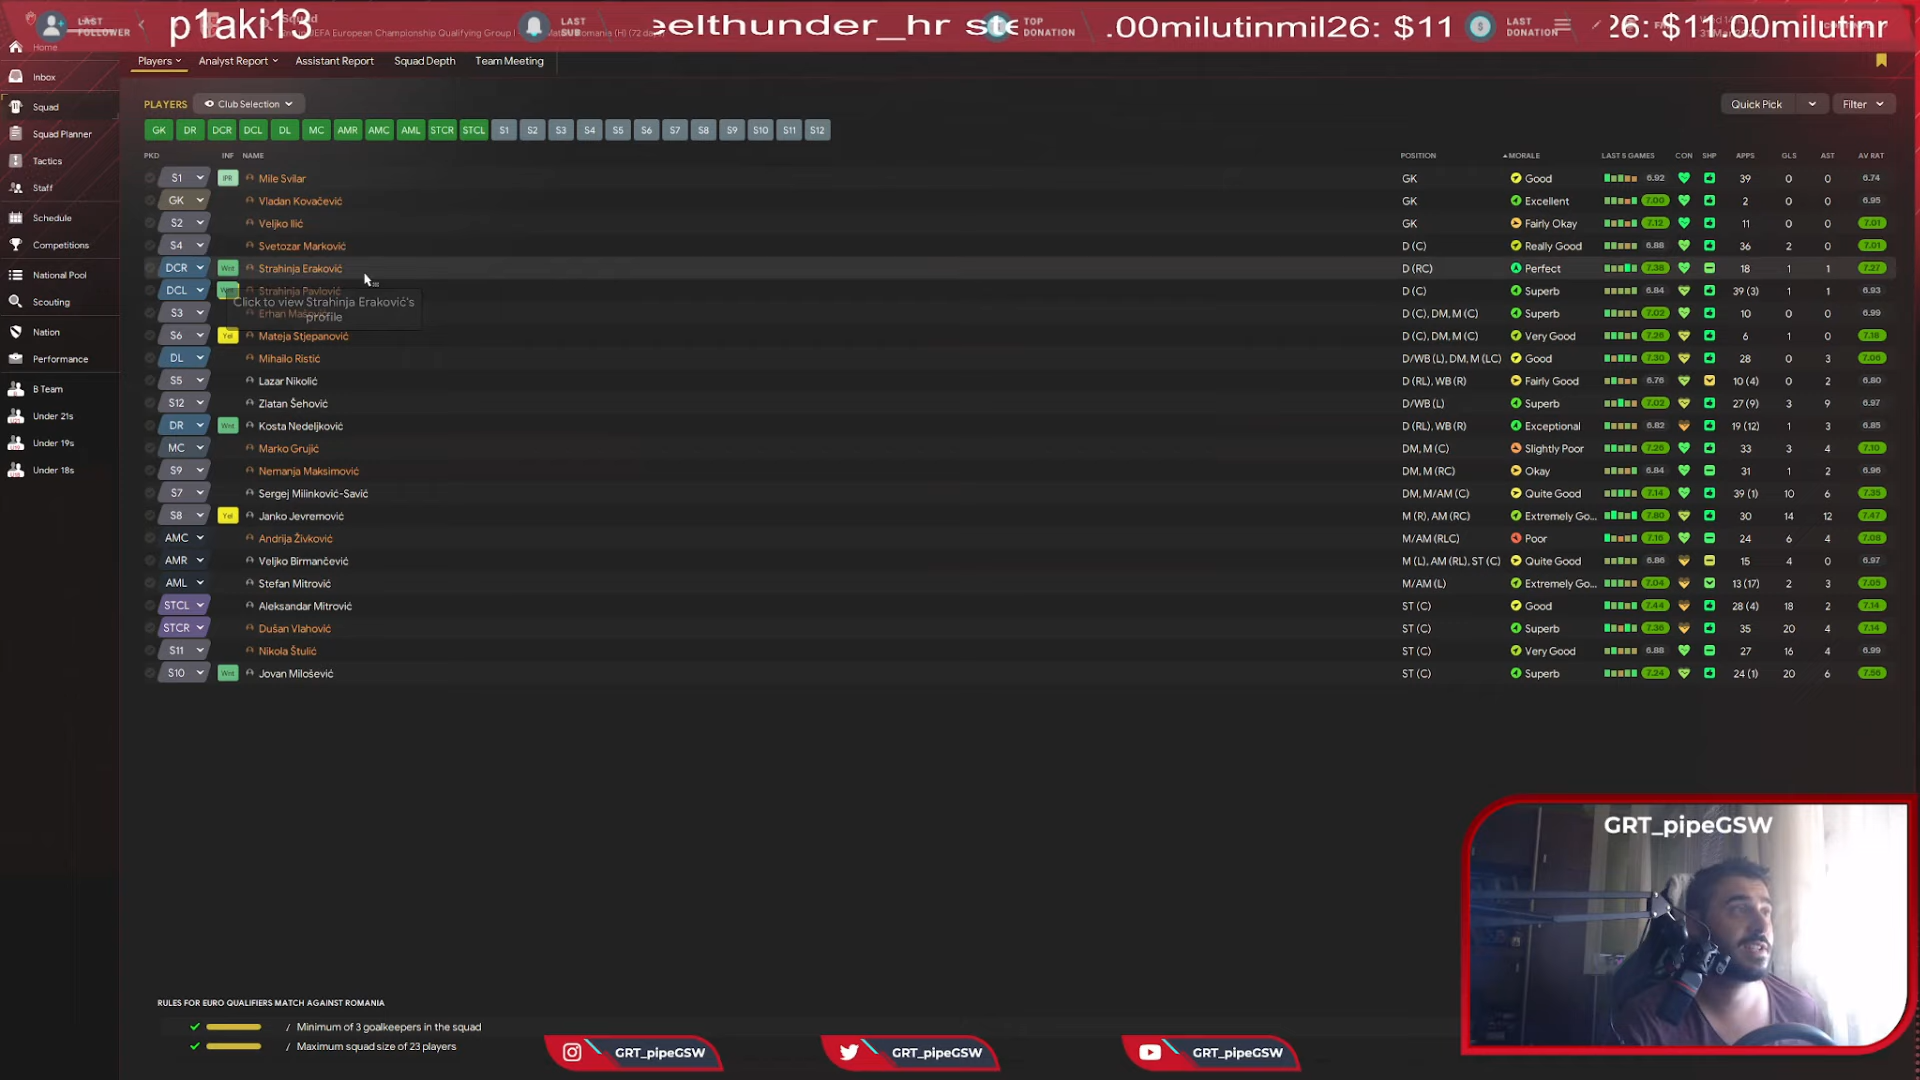 LAST FOLLOWER p1aki13 LAST SUB eelthunder_hr ste TOP DONATION .00milutinmil26: $11 LAST DONATION 26: $11.00milutinr
Home
Players Analyst Report Assistant Report Squad Depth Team Meeting
Inbox
Squad
Squad Planner
Tactics
Staff
Schedule
Competitions
National Pool
Scouting
Nation
Performance
B Team
Under 21s
Under 19s
Under 18s
PLAYERS Club Selection Quick Pick Filter
GK DR DCR DCL DL MC AMR AMC AML STCR STCL S1 S2 S3 S4 S5 S6 S7 S8 S9 S10 S11 S12
PKD INF NAME POSITION MORALE LAST 5 GAMES CON SHP APPS GLS AST AV RAT
S1 IPR Mile Svilar GK Good 6.92 39 0 0 6.74
GK Vladan Kovačević GK Excellent 7.00 2 0 0 6.95
S2 Veljko Ilić GK Fairly Okay 7.12 11 0 0 7.01
S4 Svetozar Marković D (C) Really Good 6.88 36 2 0 7.01
DCR Wnt Strahinja Eraković D (RC) Perfect 7.38 18 1 1 7.27
DCL Strahinja Pavlović D (C) Superb 6.84 39 (3) 1 1 6.93
Click to view Strahinja Eraković's
profile
S3 Erhan Mašović D (C), DM, M (C) Superb 7.02 10 0 0 6.99
S6 Yel Mateja Stjepanović D (C), DM, M (C) Very Good 7.26 6 1 0 7.18
DL Mihailo Ristić D/WB (L), DM, M (LC) Good 7.30 28 0 3 7.06
S5 Lazar Nikolić D (RL), WB (R) Fairly Good 6.76 10 (4) 0 2 6.80
S12 Zlatan Šehović D/WB (L) Superb 7.02 27 (9) 3 9 6.97
DR Wnt Kosta Nedeljković D (RL), WB (R) Exceptional 6.82 19 (12) 1 3 6.85
MC Marko Grujić DM, M (C) Slightly Poor 7.26 33 3 4 7.10
S9 Nemanja Maksimović DM, M (RC) Okay 6.84 31 1 2 6.96
S7 Sergej Milinković-Savić DM, M/AM (C) Quite Good 7.14 39 (1) 10 6 7.35
S8 Yel Janko Jevremović M (R), AM (RC) Extremely Go... 7.80 30 14 12 7.47
AMC Andrija Živković M/AM (RLC) Poor 7.16 24 6 4 7.08
AMR Veljko Birmančević M (L), AM (RL), ST (C) Quite Good 6.86 15 4 0 6.97
AML Stefan Mitrović M/AM (L) Extremely Go... 7.04 13 (17) 2 3 7.05
STCL Aleksandar Mitrović ST (C) Good 7.44 28 (4) 18 2 7.14
STCR Dušan Vlahović ST (C) Superb 7.36 35 20 4 7.14
S11 Nikola Štulić ST (C) Very Good 6.88 27 16 4 6.99
S10 Wnt Jovan Milošević ST (C) Superb 7.24 24 (1) 20 6 7.56
GRT_pipeGSW
RULES FOR EURO QUALIFIERS MATCH AGAINST ROMANIA
/ Minimum of 3 goalkeepers in the squad
/ Maximum squad size of 23 players
GRT_pipeGSW GRT_pipeGSW GRT_pipeGSW